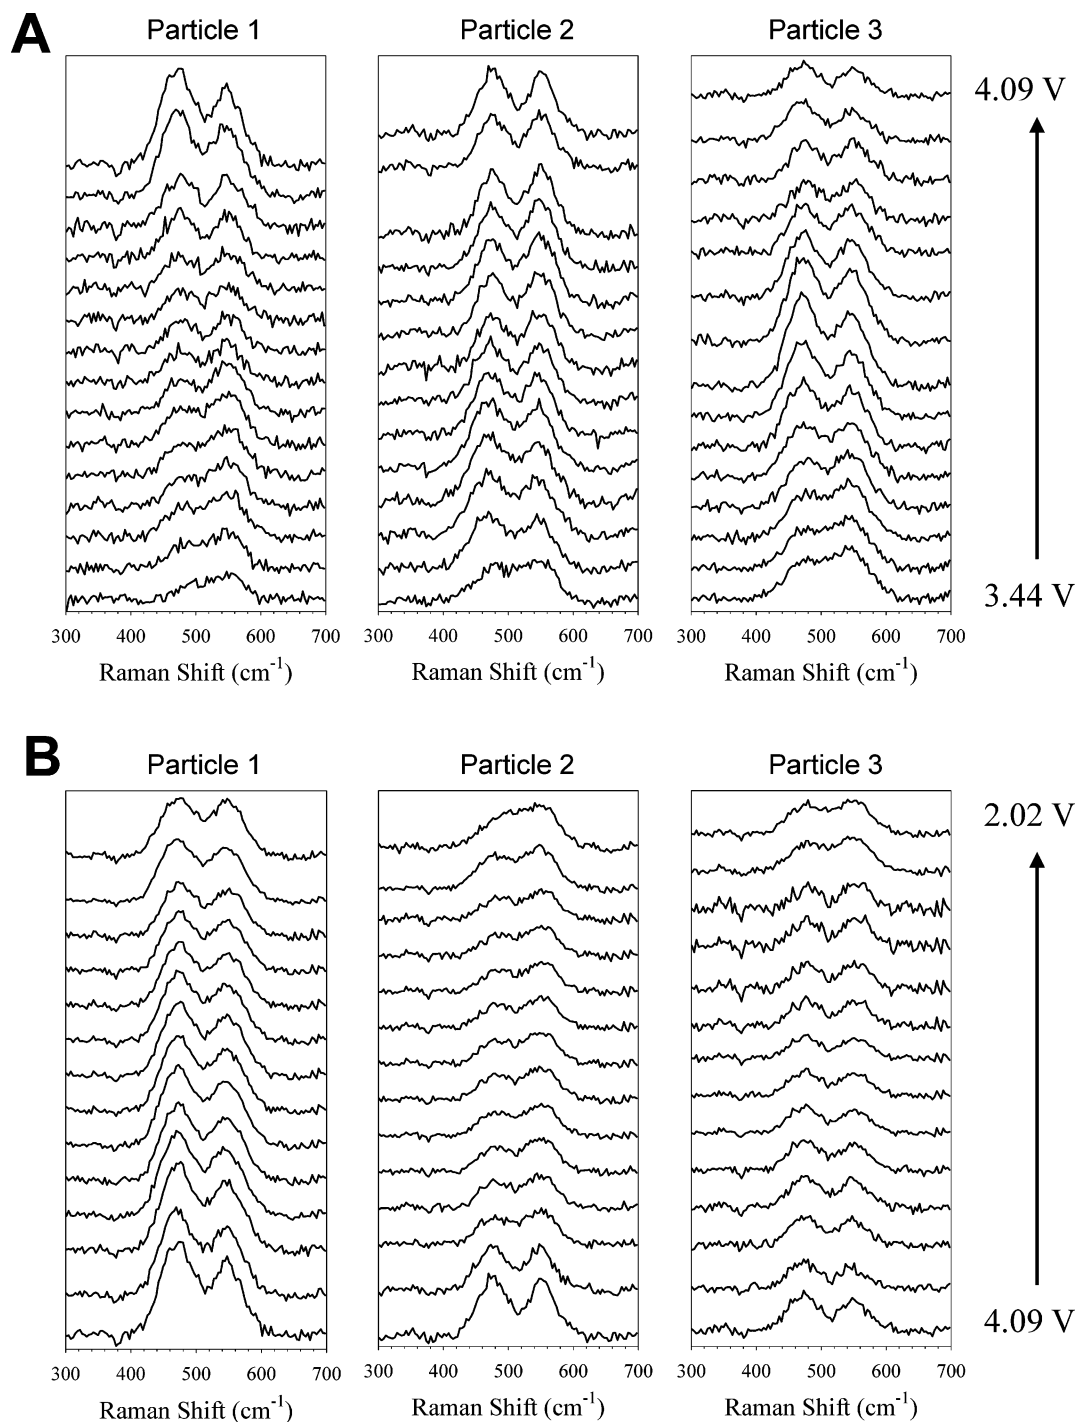 A
Particle 1 Particle 2 Particle 3
4.09 V
3.44 V
300 400 500 600 700 300 400 500 600 700 300 400 500 600 700
Raman Shift (cm⁻¹) Raman Shift (cm⁻¹) Raman Shift (cm⁻¹)
B
Particle 1 Particle 2 Particle 3
2.02 V
4.09 V
300 400 500 600 700 300 400 500 600 700 300 400 500 600 700
Raman Shift (cm⁻¹) Raman Shift (cm⁻¹) Raman Shift (cm⁻¹)